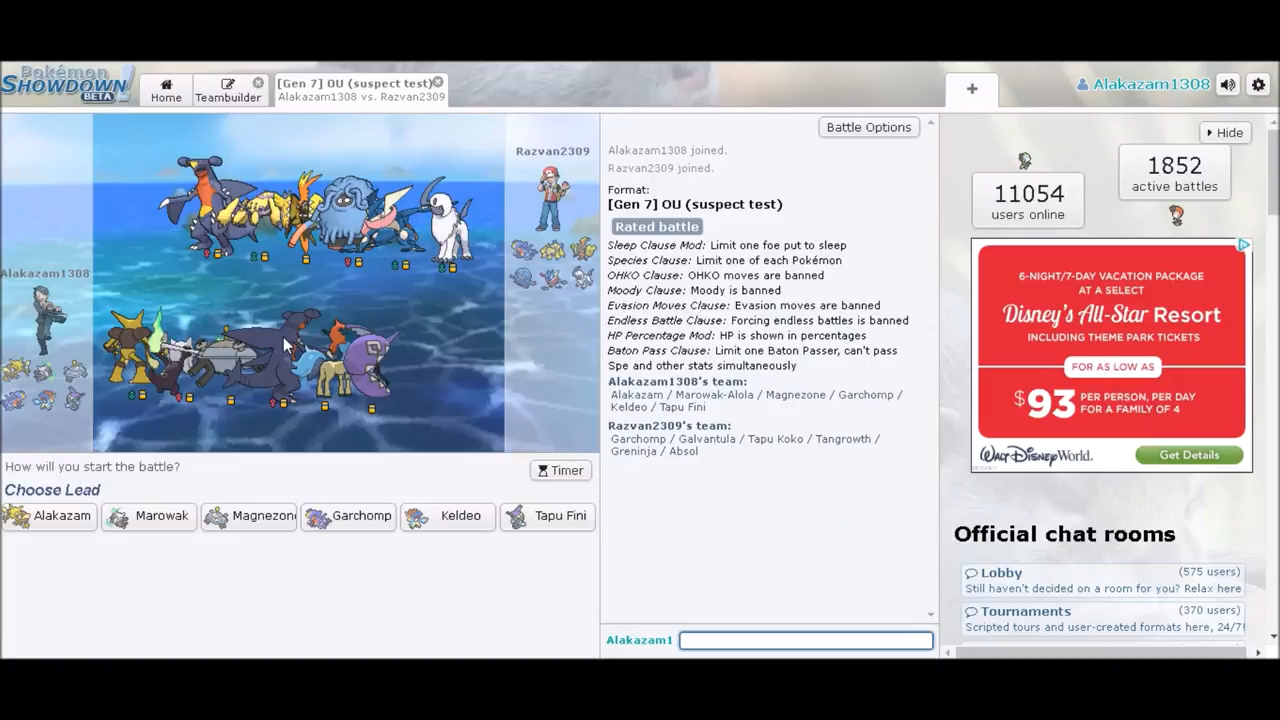 Pokémon
SHOWDOWN!
BETA
Home
Teambuilder
[Gen 7] OU (suspect test)
Alakazam1308 vs. Razvan2309
+
Alakazam1308
Razvan2309
Alakazam1308
Battle Options
Alakazam1308 joined.
Razvan2309 joined.
Format:
[Gen 7] OU (suspect test)
Rated battle
Sleep Clause Mod: Limit one foe put to sleep
Species Clause: Limit one of each Pokémon
OHKO Clause: OHKO moves are banned
Moody Clause: Moody is banned
Evasion Moves Clause: Evasion moves are banned
Endless Battle Clause: Forcing endless battles is banned
HP Percentage Mod: HP is shown in percentages
Baton Pass Clause: Limit one Baton Passer, can't pass
Spe and other stats simultaneously
Alakazam1308's team:
Alakazam / Marowak-Alola / Magnezone / Garchomp /
Keldeo / Tapu Fini
Razvan2309's team:
Garchomp / Galvantula / Tapu Koko / Tangrowth /
Greninja / Absol
How will you start the battle?
Timer
Choose Lead
Alakazam
Marowak
Magnezon
Garchomp
Keldeo
Tapu Fini
Alakazam1
Hide
11054
users online
1852
active battles
6-NIGHT/7-DAY VACATION PACKAGE
AT A SELECT
Disney's All-Star Resort
INCLUDING THEME PARK TICKETS
FOR AS LOW AS
$93 PER PERSON, PER DAY
FOR A FAMILY OF 4
Walt Disney World.
Get Details
Official chat rooms
Lobby (575 users)
Still haven't decided on a room for you? Relax here
Tournaments (370 users)
Scripted tours and user-created formats here, 24/7!